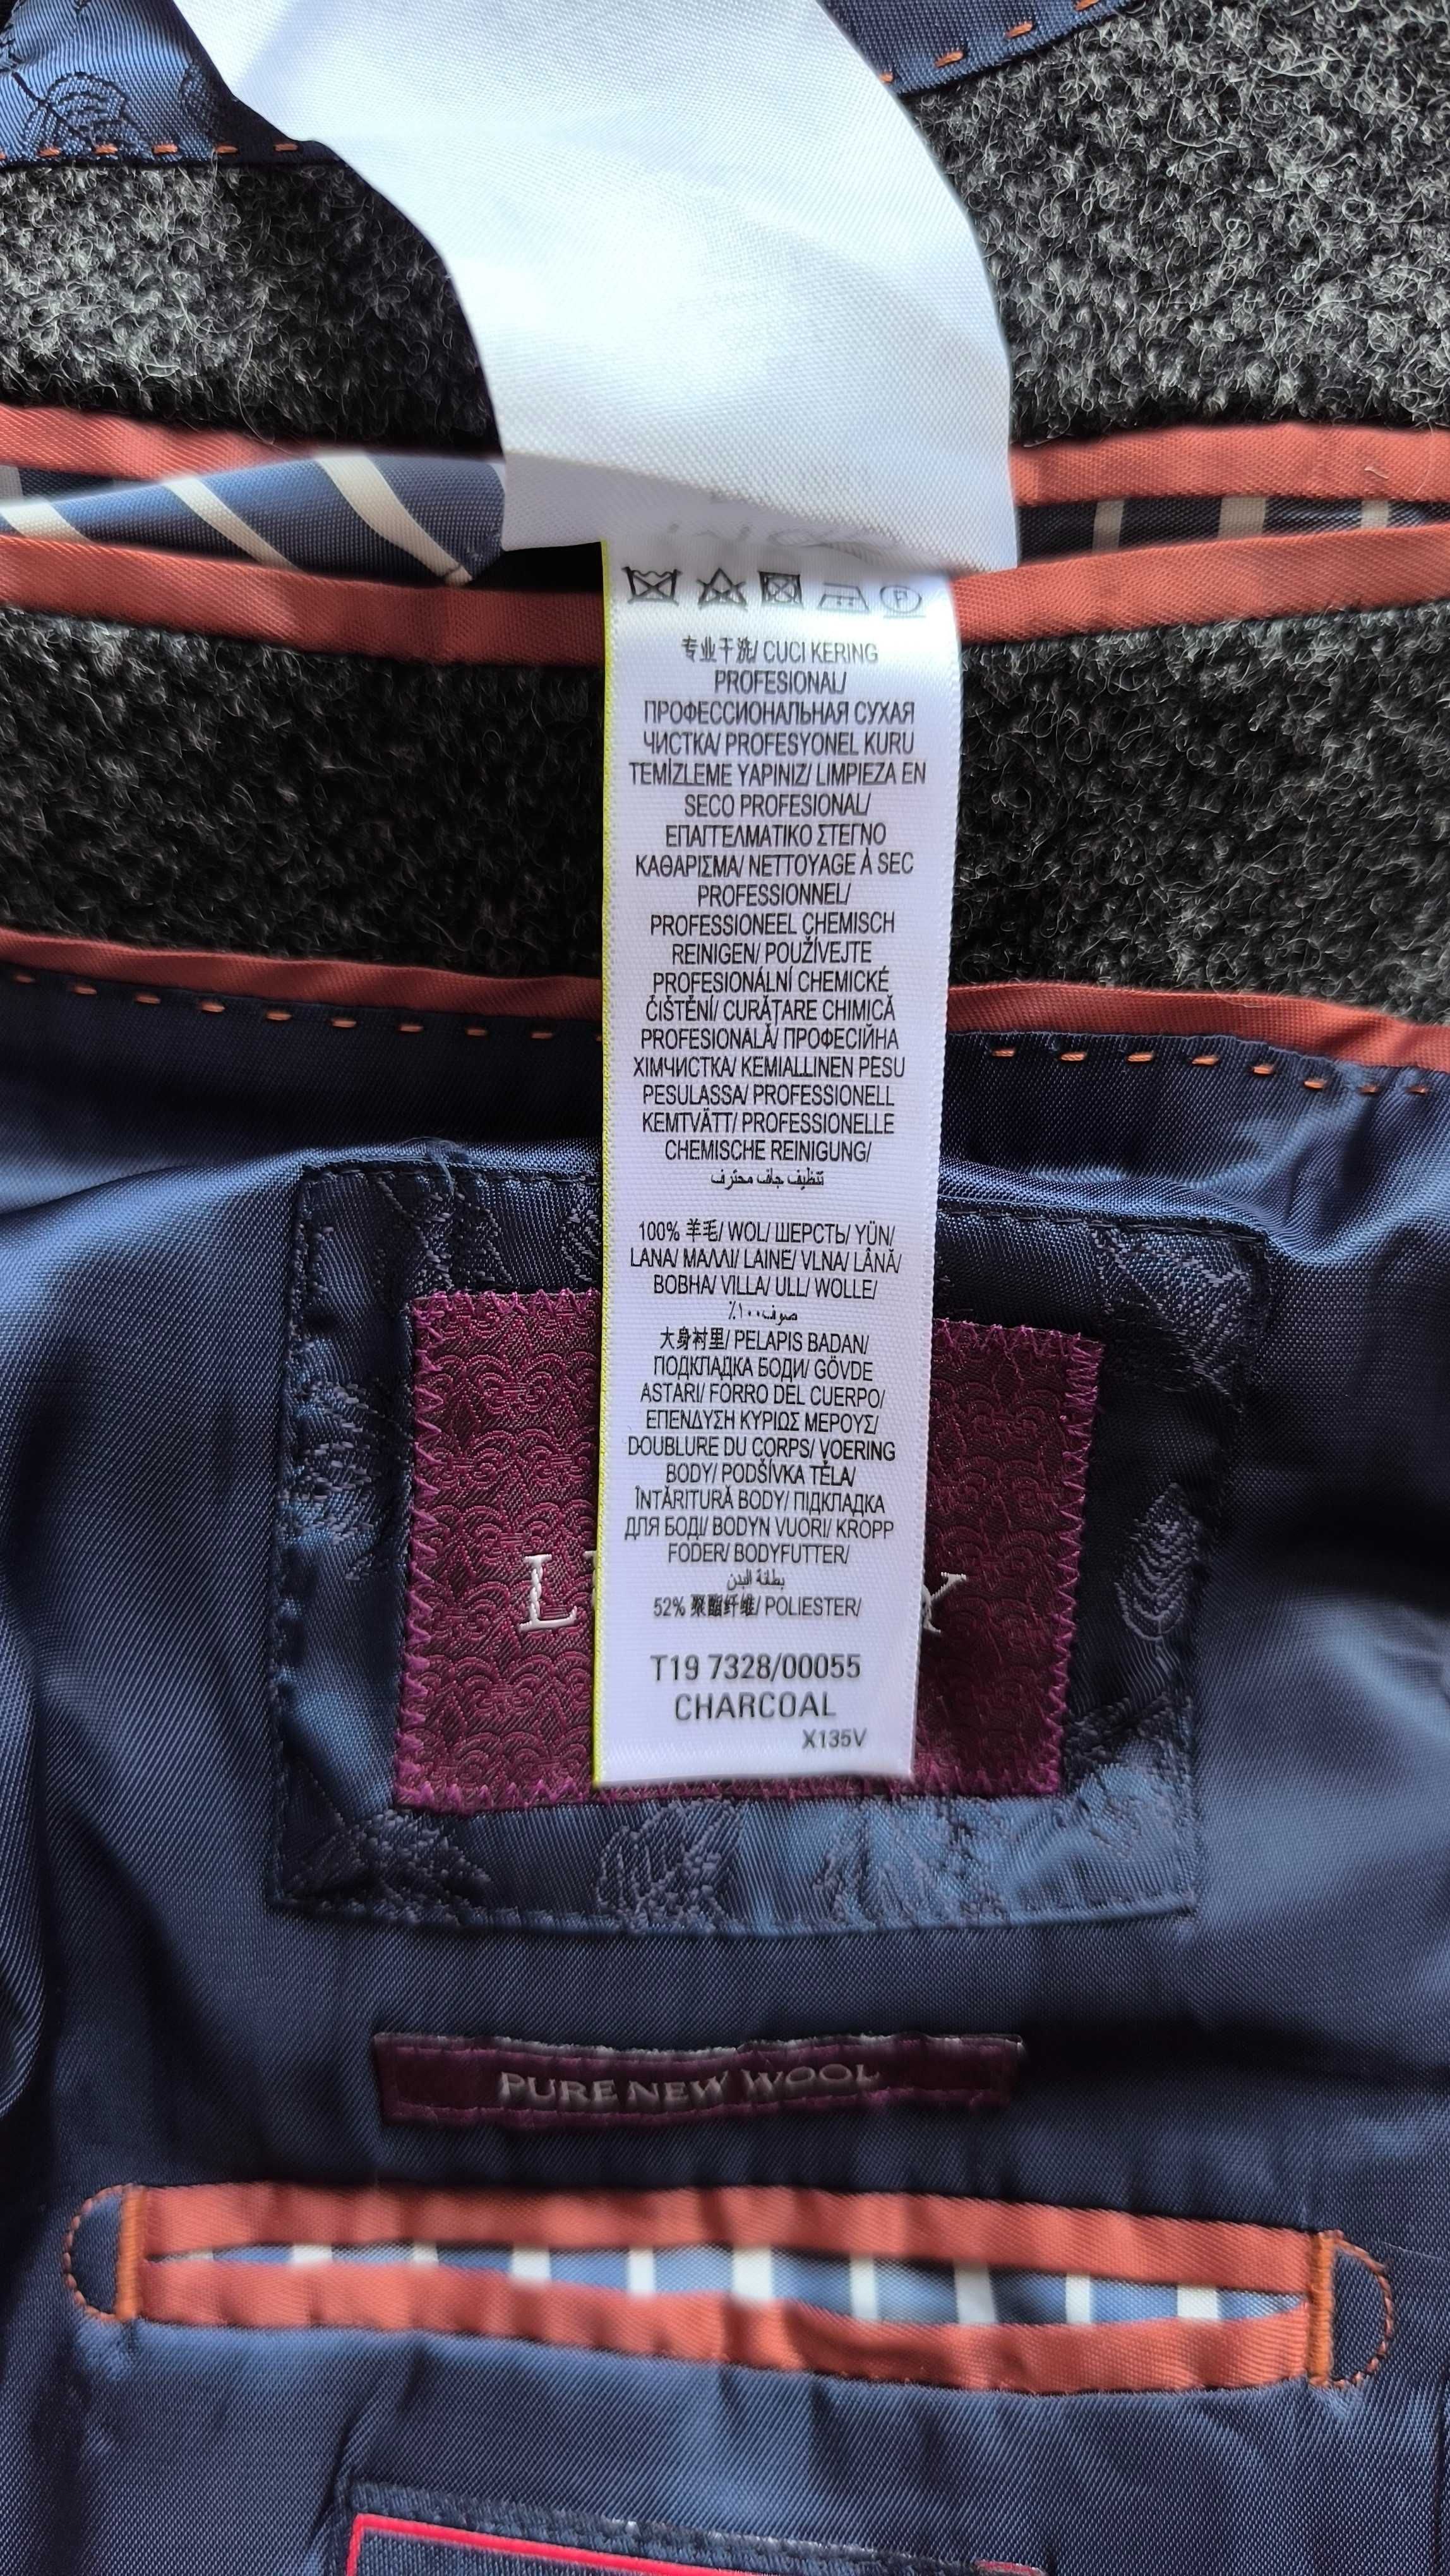 专业干洗/ CUCI KERING
PROFESIONAL/
ПРОФЕССИОНАЛЬНАЯ СУХАЯ
ЧИСТКА/ PROFESYONEL KURU
TEMİZLEME YAPINIZ/ LIMPIEZA EN
SECO PROFESIONAL/
ΕΠΑΓΓΕΛΜΑΤΙΚΟ ΣΤΕΓΝΟ
ΚΑΘΑΡΙΣΜΑ/ NETTOYAGE À SEC
PROFESSIONNEL/
PROFESSIONEEL CHEMISCH
REINIGEN/ POUŽÍVEJTE
PROFESIONÁLNÍ CHEMICKÉ
ČIŠTĚNÍ/ CURĂȚARE CHIMICĂ
PROFESIONALĂ/ ПРОФЕСІЙНА
ХІМЧИСТКА/ KEMIALLINEN PESU
PESULASSA/ PROFESSIONELL
KEMTVÄTT/ PROFESSIONELLE
CHEMISCHE REINIGUNG/
تنظيف جاف محترف
100% 羊毛/ WOL/ ШЕРСТЬ/ YÜN/
LANA/ ΜΑΛΛΙ/ LAINE/ VLNA/ LÂNĂ/
ВОВНА/ VILLA/ ULL/ WOLLE/
صوف١٠٠٪
大身衬里/ PELAPIS BADAN/
ПОДКЛАДКА БОДИ/ GÖVDE
ASTARI/ FORRO DEL CUERPO/
ΕΠΕΝΔΥΣΗ ΚΥΡΙΩΣ ΜΕΡΟΥΣ/
DOUBLURE DU CORPS/ VOERING
BODY/ PODŠÍVKA TĚLA/
ÎNTĂRITURĂ BODY/ ПІДКЛАДКА
ДЛЯ БОДІ/ BODYN VUORI/ KROPP
FODER/ BODYFUTTER/
بطانة البدن
52% 聚酯纤维/ POLIESTER/
T19 7328/00055
CHARCOAL
X135V
PURE NEW WOOL